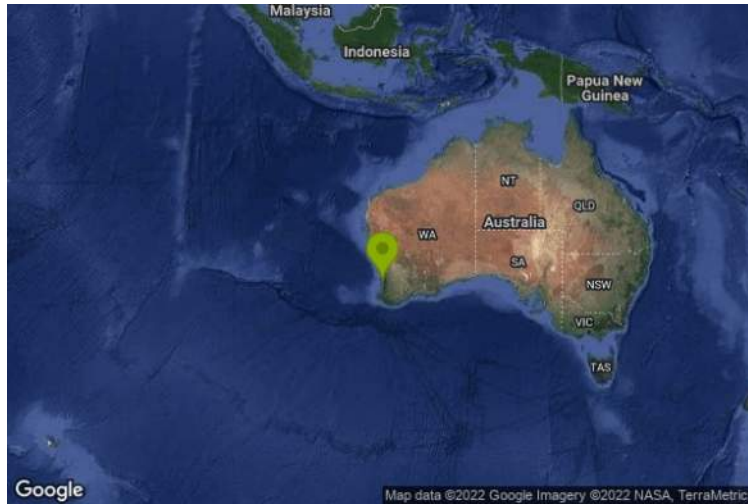 Malaysia
Indonesia
Papua New
Guinea
NT
QLD
Australia
WA
SA
NSW
VIC
TAS
Google
Map data ©2022 Google Imagery ©2022 NASA, TerraMetric